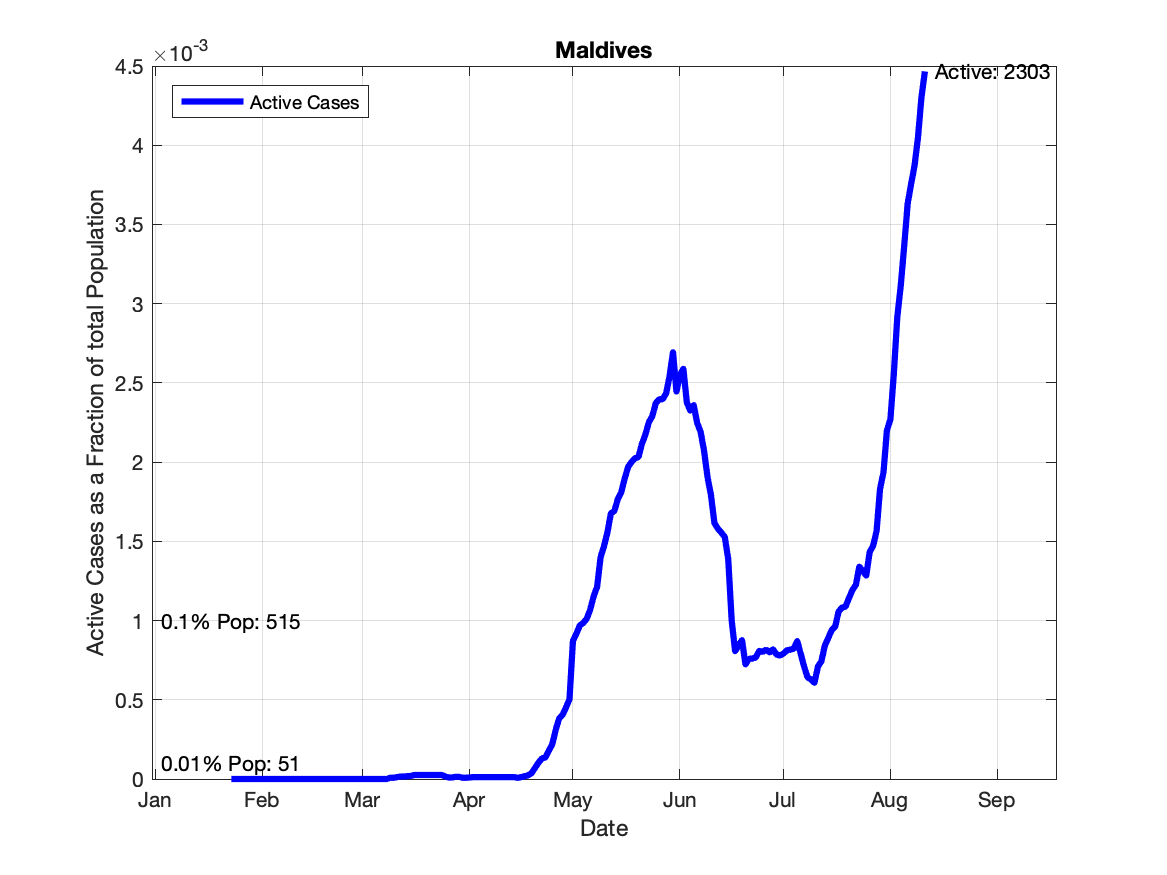 Maldives
×10-3
4.5
4
3.5
3
2.5
2
1.5
1
0.5
0
Active Cases as a Fraction of total Population
Active Cases
Active: 2303
0.1% Pop: 515
0.01% Pop: 51
Jan Feb Mar Apr May Jun Jul Aug Sep
Date